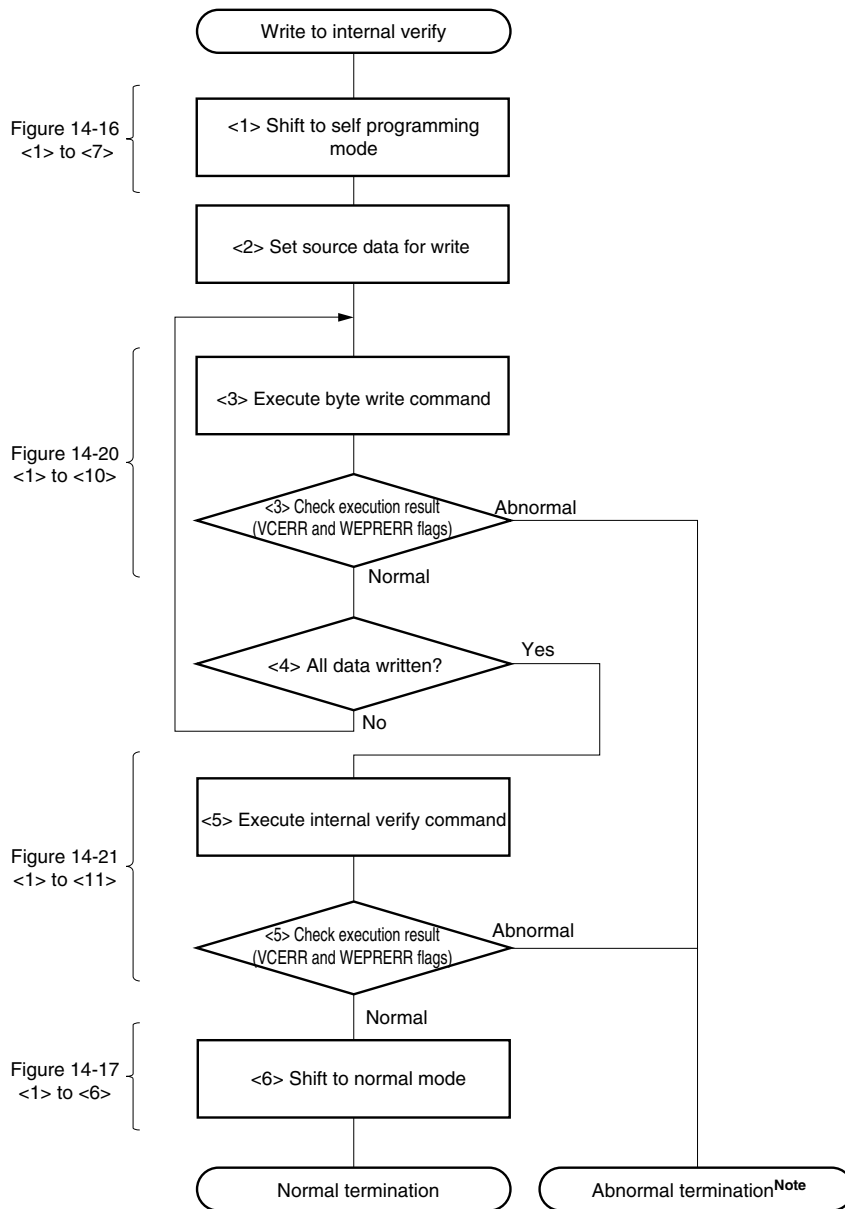 Write to internal verify
Figure 14-16
<1> to <7>
<1> Shift to self programming
mode
<2> Set source data for write
Figure 14-20
<1> to <10>
<3> Execute byte write command
<3> Check execution result
(VCERR and WEPRERR flags)
Abnormal
Normal
<4> All data written?
Yes
No
Figure 14-21
<1> to <11>
<5> Execute internal verify command
<5> Check execution result
(VCERR and WEPRERR flags)
Abnormal
Normal
Figure 14-17
<1> to <6>
<6> Shift to normal mode
Normal termination
Abnormal termination Note